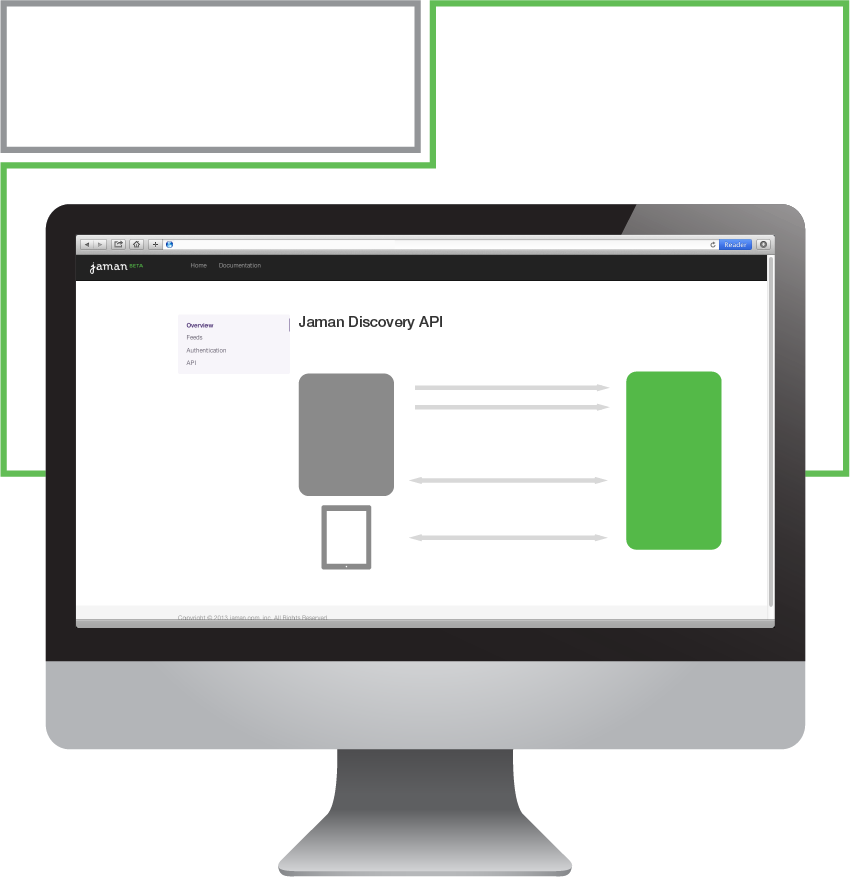 Reader
jaman BETA
Home
Documentation
Jaman Discovery API
Overview
Feeds
Authentication
API
Copyright © 2013 jaman.com, inc. All Rights Reserved